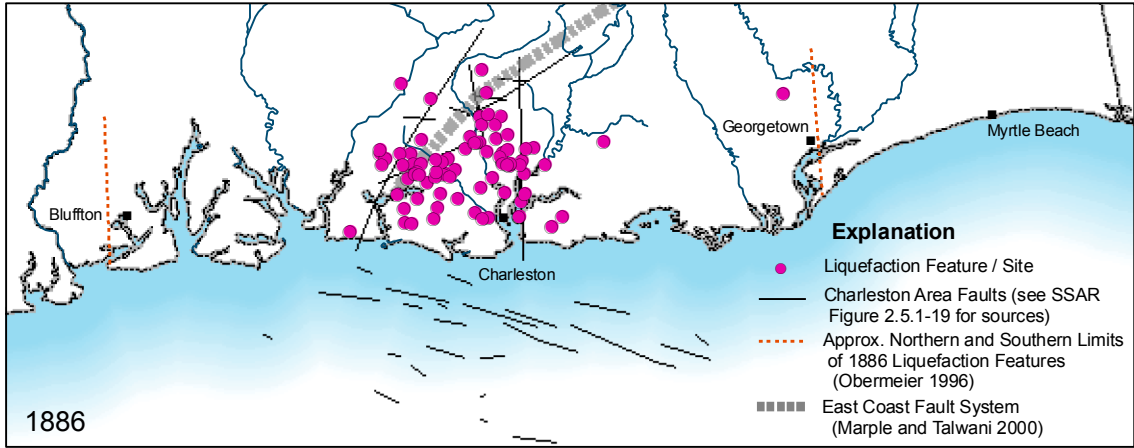 Georgetown
Myrtle Beach
Bluffton
Charleston
Explanation
Liquefaction Feature / Site
Charleston Area Faults (see SSAR
Figure 2.5.1-19 for sources)
Approx. Northern and Southern Limits
of 1886 Liquefaction Features
(Obermeier 1996)
East Coast Fault System
(Marple and Talwani 2000)
1886